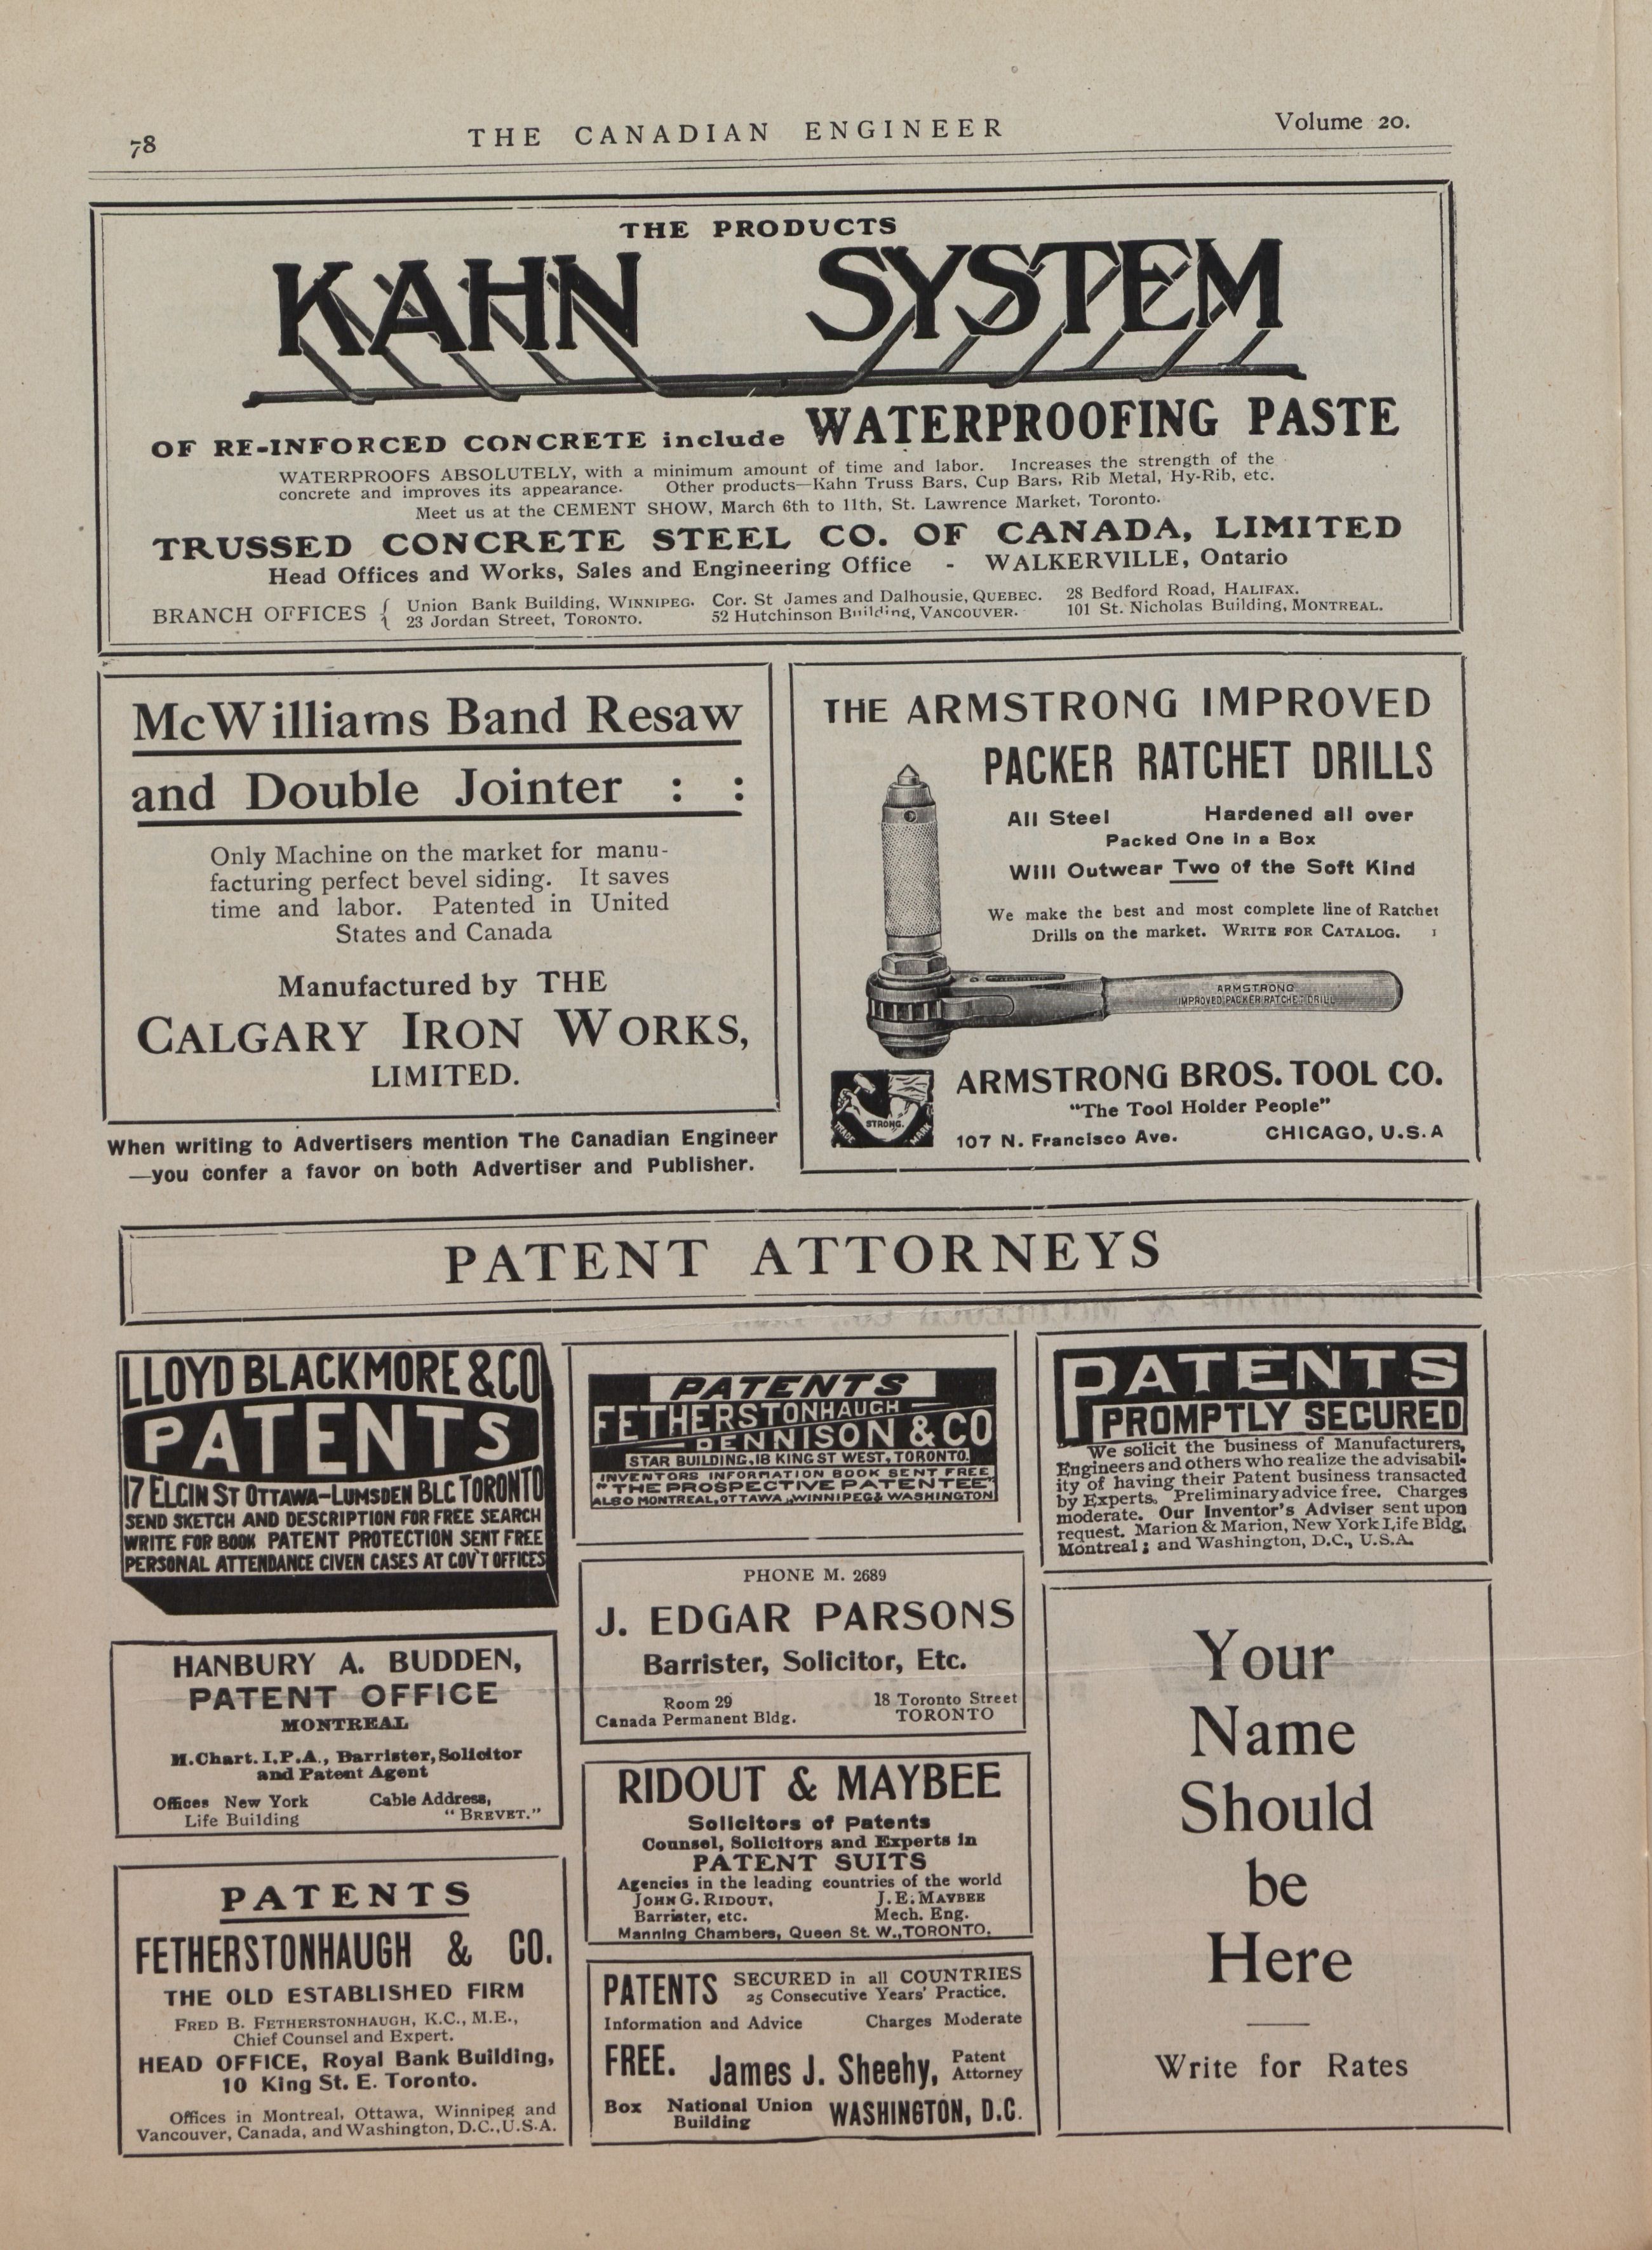 78
THE CANADIAN ENGINEER
Volume 20.
THE PRODUCTS
KAHN SYSTEM
OF RE-INFORCED CONCRETE include WATERPROOFING PASTE
WATERPROOFS ABSOLUTELY, with a minimum amount of time and labor. Increases the strength of the
concrete and improves its appearance. Other products—Kahn Truss Bars, Cup Bars, Rib Metal, Hy-Rib, etc.
Meet us at the CEMENT SHOW, March 6th to 11th, St. Lawrence Market, Toronto.
TRUSSED CONCRETE STEEL CO. OF CANADA, LIMITED
Head Offices and Works, Sales and Engineering Office - WALKERVILLE, Ontario
BRANCH OFFICES { Union Bank Building, WINNIPEG. Cor. St James and Dalhousie, QUEBEC. 28 Bedford Road, HALIFAX.
23 Jordan Street, TORONTO. 52 Hutchinson Building, VANCOUVER. 101 St. Nicholas Building, MONTREAL.
McWilliams Band Resaw
and Double Jointer : :
Only Machine on the market for manu-
facturing perfect bevel siding. It saves
time and labor. Patented in United
States and Canada
Manufactured by THE
CALGARY IRON WORKS,
LIMITED.
When writing to Advertisers mention The Canadian Engineer
—you confer a favor on both Advertiser and Publisher.
THE ARMSTRONG IMPROVED
PACKER RATCHET DRILLS
All Steel Hardened all over
Packed One in a Box
Will Outwear Two of the Soft Kind
We make the best and most complete line of Ratchet
Drills on the market. WRITE FOR CATALOG. 1
ARMSTRONG
IMPROVED PACKER RATCHET DRILL
STRONG.
TRADE MARK
ARMSTRONG BROS. TOOL CO.
"The Tool Holder People"
107 N. Francisco Ave. CHICAGO, U.S.A
PATENT ATTORNEYS
LLOYD BLACKMORE & CO
PATENTS
17 ELGIN ST OTTAWA-LUMSDEN BLG TORONTO
SEND SKETCH AND DESCRIPTION FOR FREE SEARCH
WRITE FOR BOOK PATENT PROTECTION SENT FREE
PERSONAL ATTENDANCE GIVEN CASES AT GOV'T OFFICES
HANBURY A. BUDDEN,
PATENT OFFICE
MONTREAL
M.Chart.I.P.A., Barrister, Solicitor
and Patent Agent
Offices New York Cable Address,
Life Building "BREVET."
PATENTS
FETHERSTONHAUGH & CO.
THE OLD ESTABLISHED FIRM
FRED B. FETHERSTONHAUGH, K.C., M.E.,
Chief Counsel and Expert.
HEAD OFFICE, Royal Bank Building,
10 King St. E. Toronto.
Offices in Montreal, Ottawa, Winnipeg and
Vancouver, Canada, and Washington, D.C., U.S.A.
PATENTS
FETHERSTONHAUGH
DENNISON & CO
STAR BUILDING, 18 KING ST WEST, TORONTO.
INVENTORS INFORMATION BOOK SENT FREE
"THE PROSPECTIVE PATENTEE"
ALSO MONTREAL, OTTAWA, WINNIPEG & WASHINGTON
PHONE M. 2689
J. EDGAR PARSONS
Barrister, Solicitor, Etc.
Room 29 18 Toronto Street
Canada Permanent Bldg. TORONTO
RIDOUT & MAYBEE
Solicitors of Patents
Counsel, Solicitors and Experts in
PATENT SUITS
Agencies in the leading countries of the world
JOHN G. RIDOUT, J. E. MAYBEE
Barrister, etc. Mech. Eng.
Manning Chambers, Queen St. W., TORONTO.
PATENTS SECURED in all COUNTRIES
25 Consecutive Years' Practice.
Information and Advice Charges Moderate
FREE. James J. Sheehy, Patent
Attorney
Box National Union
Building WASHINGTON, D.C.
PATENTS
PROMPTLY SECURED
We solicit the business of Manufacturers,
Engineers and others who realize the advisabil-
ity of having their Patent business transacted
by Experts. Preliminary advice free. Charges
moderate. Our Inventor's Adviser sent upon
request. Marion & Marion, New York Life Bldg,
Montreal; and Washington, D.C., U.S.A.
Your
Name
Should
be
Here
Write for Rates